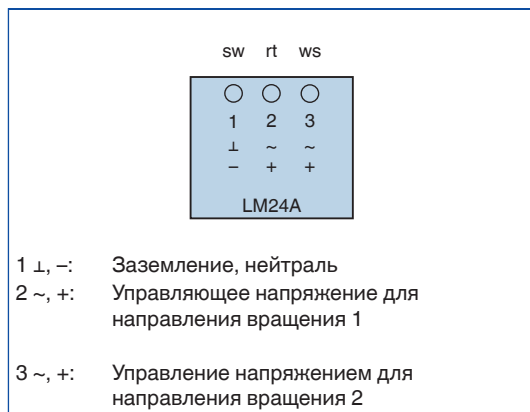 sw rt ws
1 2 3
⊥ ~ ~
– + +
LM24A
1 ⊥, –: Заземление, нейтраль
2 ~, +: Управляющее напряжение для
направления вращения 1
3 ~, +: Управление напряжением для
направления вращения 2